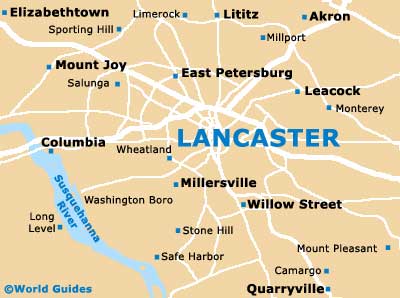 Elizabethtown
Limerock
Lititz
Akron
Sporting Hill
Millport
Mount Joy
East Petersburg
Salunga
Leacock
Monterey
Columbia
LANCASTER
Wheatland
Susquehanna
River
Millersville
Washington Boro
Willow Street
Long
Level
Stone Hill
Mount Pleasant
Safe Harbor
Camargo
©World Guides
Quarryville